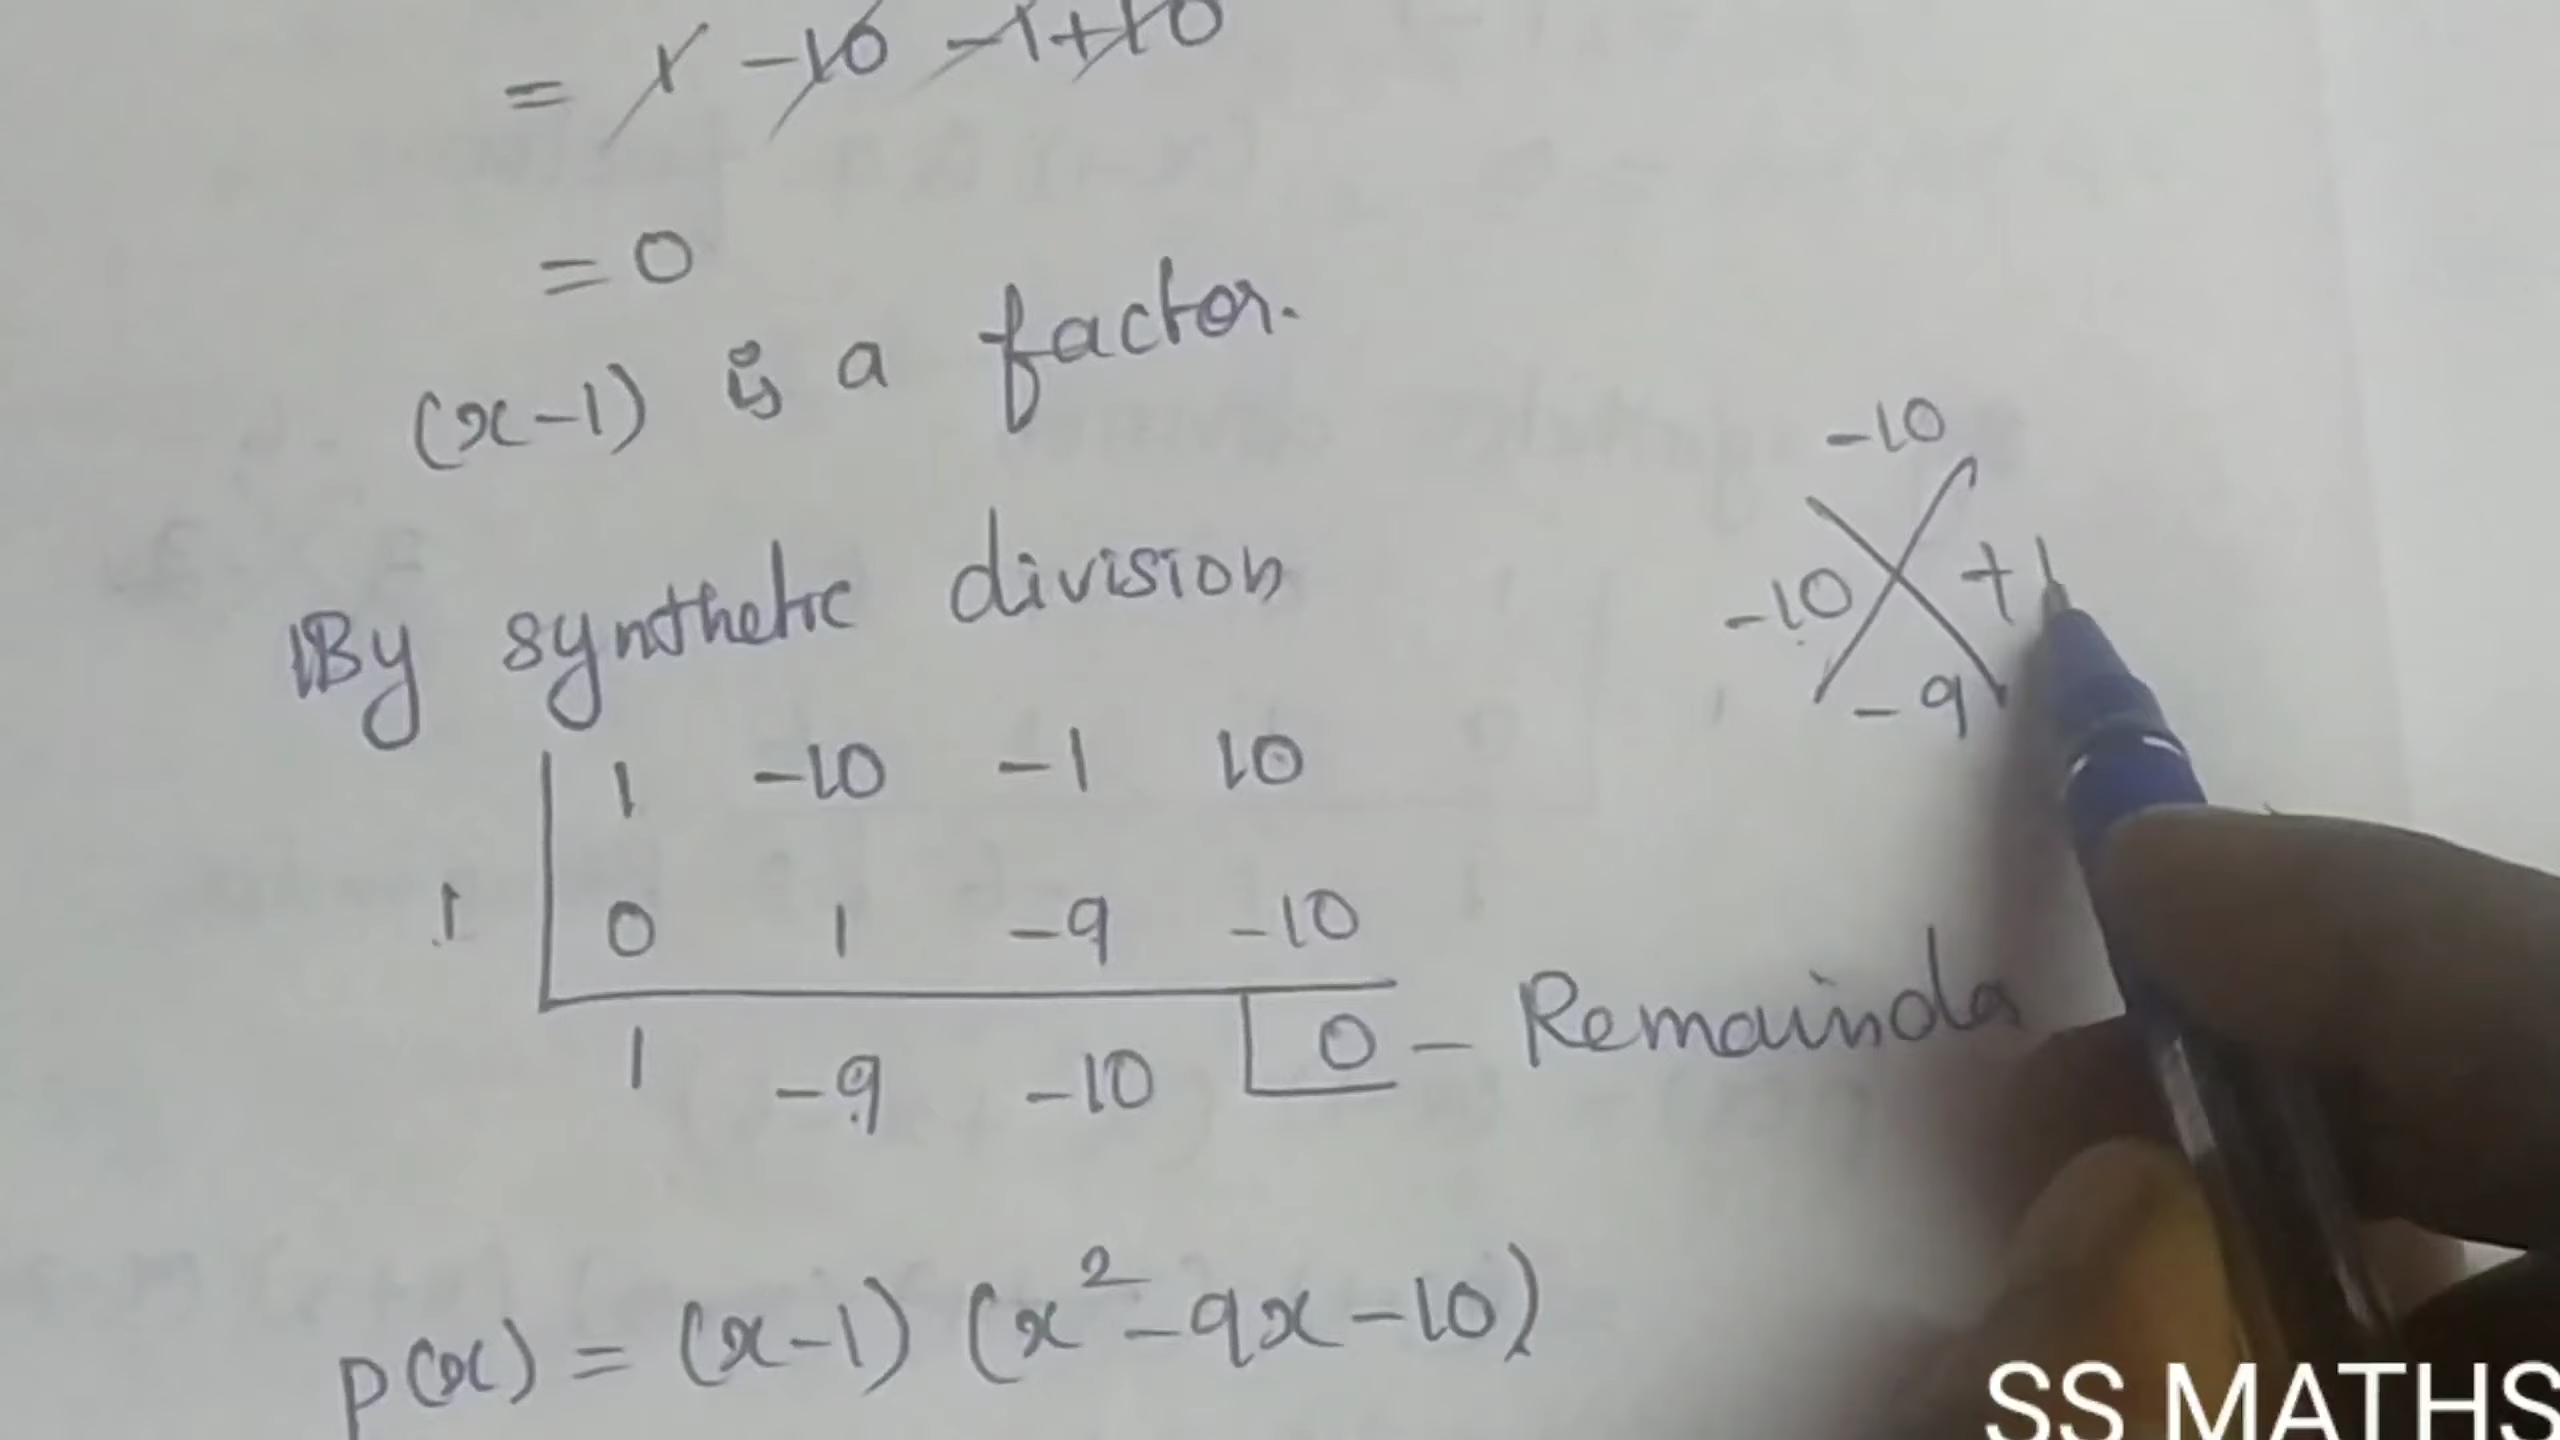 = 1 -10 -1+10
= 0
(x-1) is a factor.
By synthetic division
-10
-10 +1
-9
1 -10 -1 10
1 0 1 -9 -10
1 -9 -10 0 - Remainder
p(x) = (x-1) (x² -9x-10)
SS MATHS